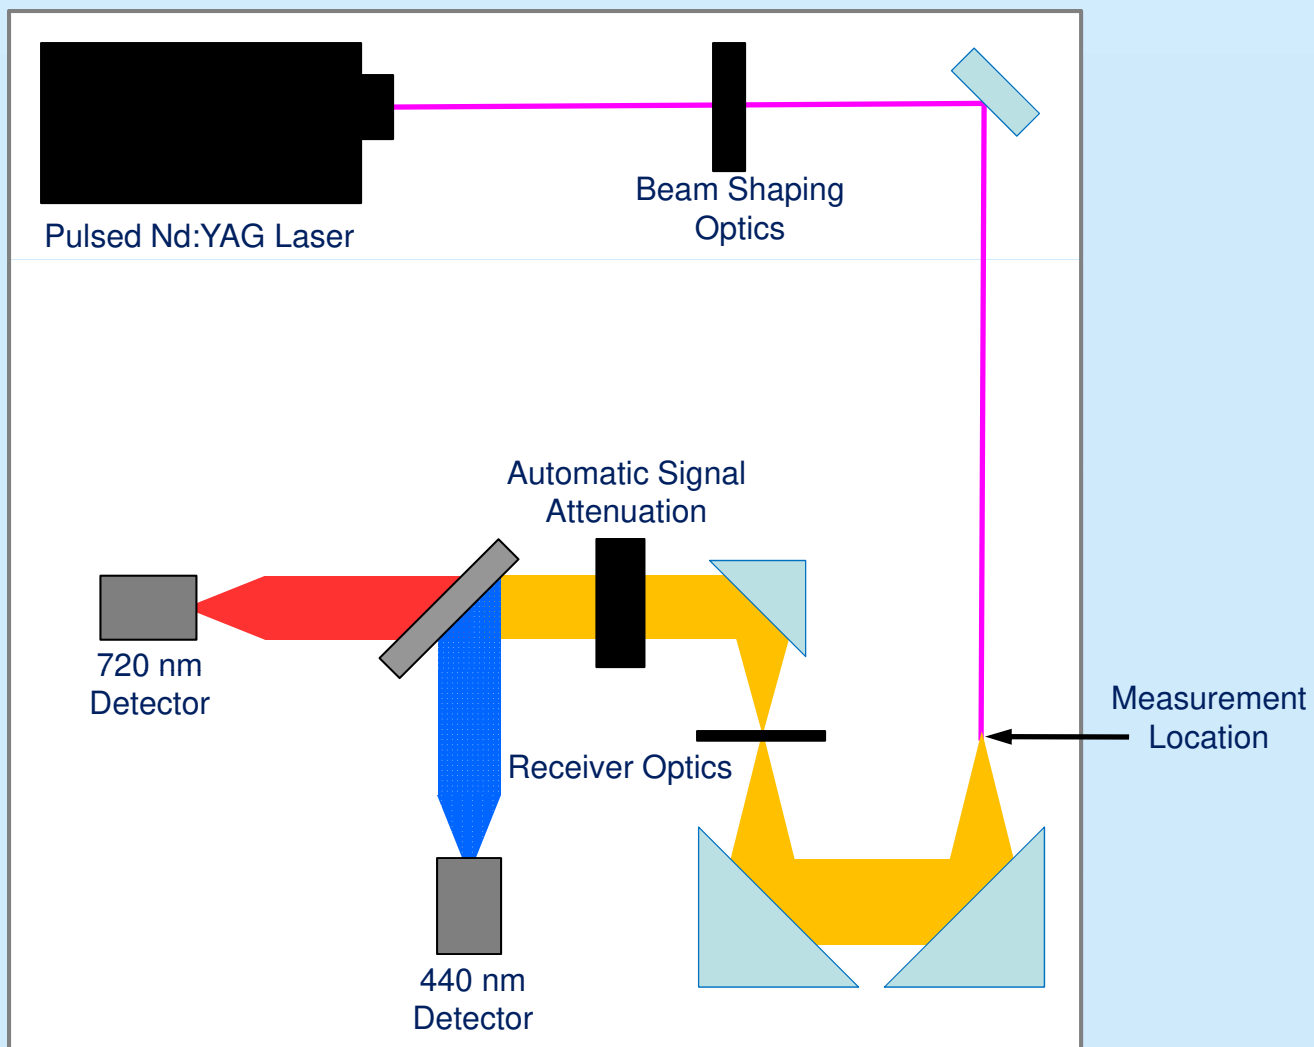 Beam Shaping
Optics
Pulsed Nd:YAG Laser
Automatic Signal
Attenuation
720 nm
Detector
Measurement
Location
Receiver Optics
440 nm
Detector